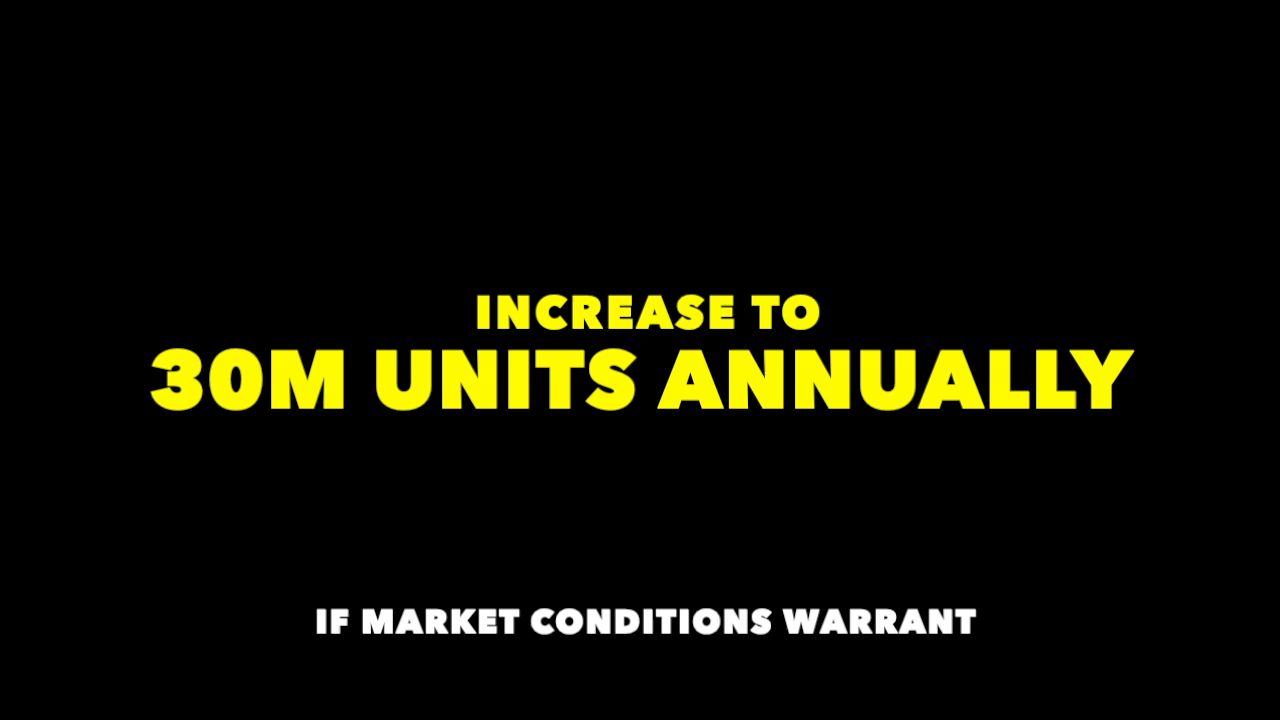 INCREASE TO
30M UNITS ANNUALLY
IF MARKET CONDITIONS WARRANT